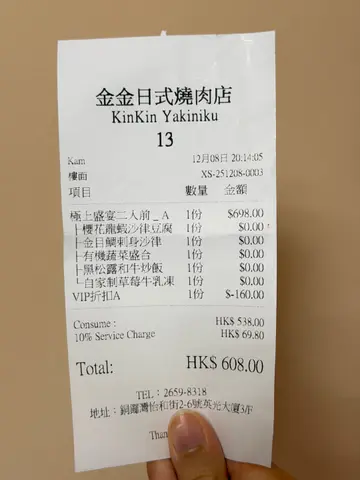 金金日式燒肉店
KinKin Yakiniku
13
Kam 12月08日 20:14:05
樓面 XS-251208-0003
項目 數量 金額
極上盛宴二人前_A 1份 $698.00
├櫻花龍蝦沙律豆腐 1份 $0.00
├金目鯛刺身沙律 1份 $0.00
├有機蔬菜盛台 1份 $0.00
├黑松露和牛炒飯 1份 $0.00
└自家制草莓牛乳凍 1份 $0.00
VIP折扣A 1份 $-160.00
Consume : HK$ 538.00
10% Service Charge HK$ 69.80
Total: HK$ 608.00
TEL : 2659-8318
地址 : 銅鑼灣怡和街2-6號英光大廈3/F